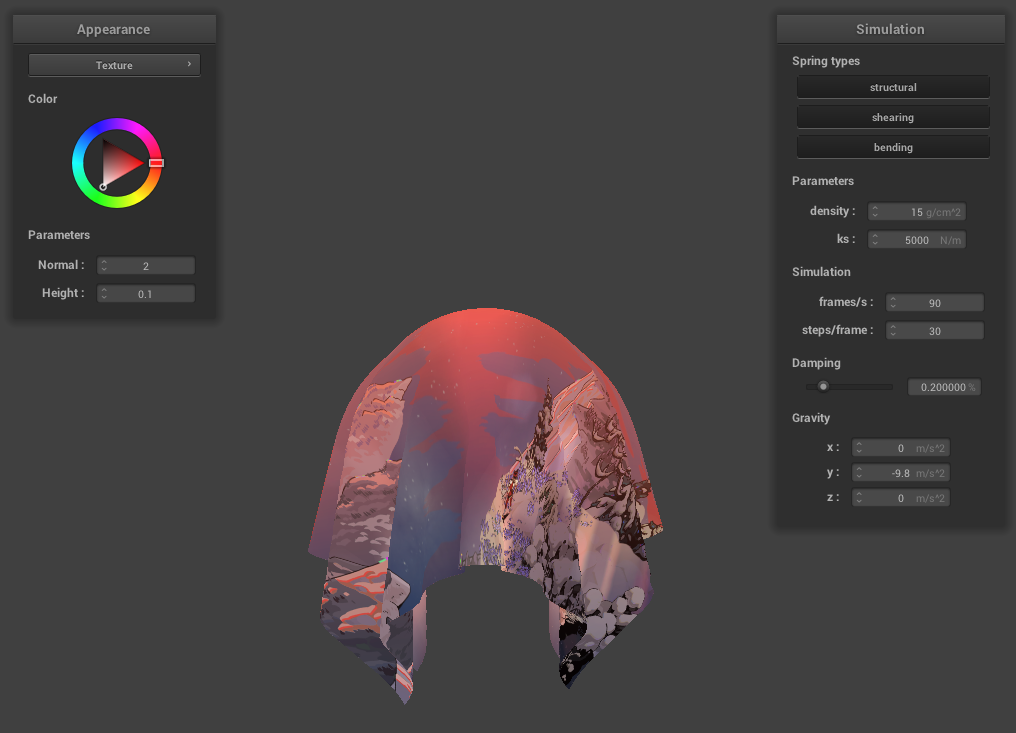 Appearance
Texture
Color
Parameters
Normal : 2
Height : 0.1
Simulation
Spring types
structural
shearing
bending
Parameters
density : 15 g/cm^2
ks : 5000 N/m
Simulation
frames/s : 90
steps/frame : 30
Damping
0.200000 %
Gravity
x : 0 m/s^2
y : -9.8 m/s^2
z : 0 m/s^2